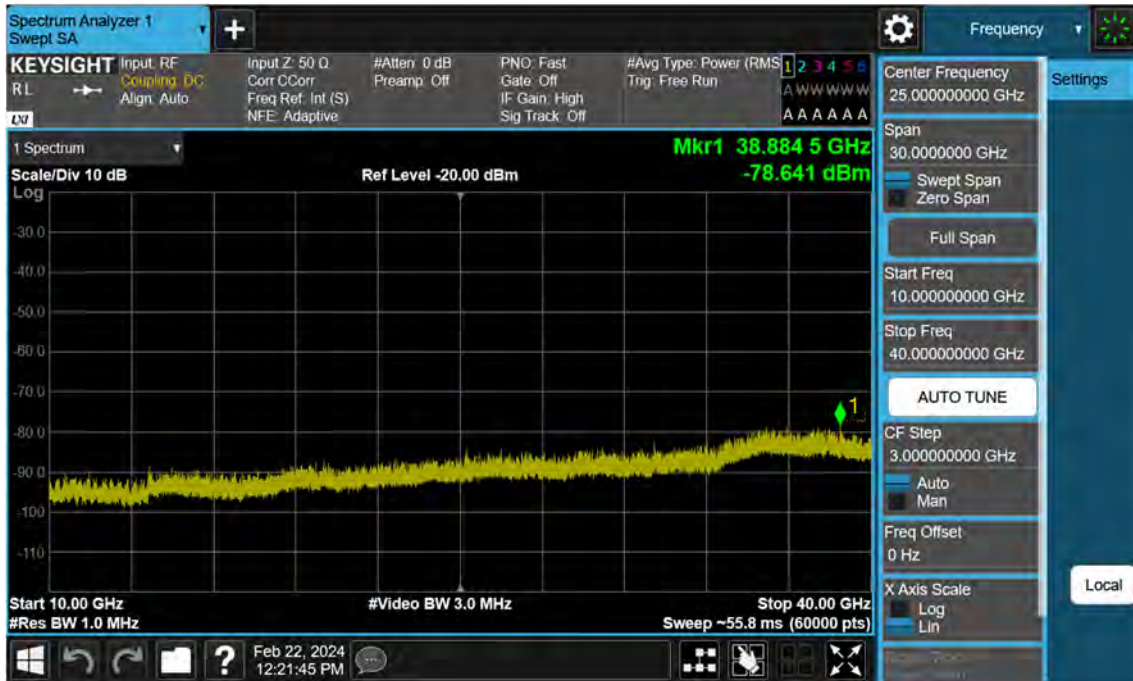 Spectrum Analyzer 1
Swept SA
Frequency
KEYSIGHT
RL
LXI
Input: RF
Coupling: DC
Align: Auto
Input Z: 50 Ω
Corr CCorr
Freq Ref: Int (S)
NFE: Adaptive
#Atten: 0 dB
Preamp: Off
PNO: Fast
Gate: Off
IF Gain: High
Sig Track: Off
#Avg Type: Power (RMS
Trig: Free Run
1 2 3 4 5 6
A W W W W W
A A A A A A
1 Spectrum
Scale/Div 10 dB
Ref Level -20.00 dBm
Mkr1 38.884 5 GHz
-78.641 dBm
Log
-30.0
-40.0
-50.0
-60.0
-70.0
-80.0
-90.0
-100
-110
1
Start 10.00 GHz
#Res BW 1.0 MHz
#Video BW 3.0 MHz
Stop 40.00 GHz
Sweep ~55.8 ms (60000 pts)
Feb 22, 2024
12:21:45 PM
?
Center Frequency
25.000000000 GHz
Span
30.0000000 GHz
Swept Span
Zero Span
Full Span
Start Freq
10.000000000 GHz
Stop Freq
40.000000000 GHz
AUTO TUNE
CF Step
3.000000000 GHz
Auto
Man
Freq Offset
0 Hz
X Axis Scale
Log
Lin
Settings
Local